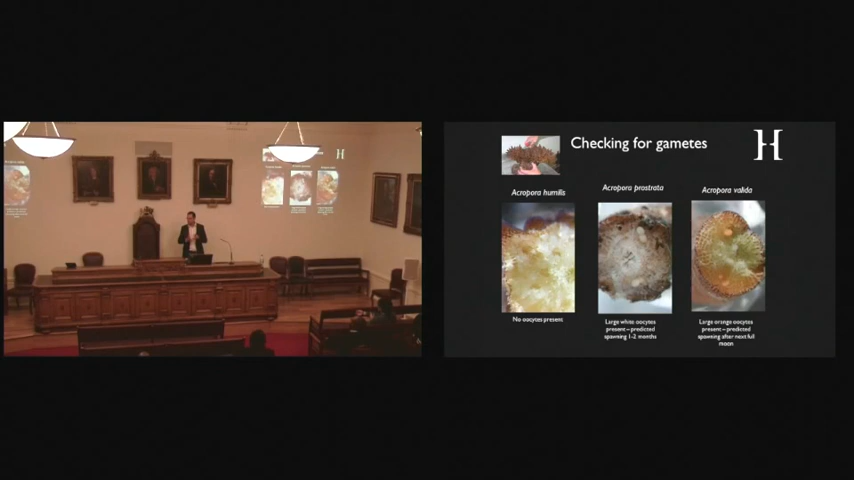 Checking for gametes
H
Acropora humilis
Acropora prostrata
Acropora valida
No oocytes present
Large white oocytes
present – predicted
spawning 1-2 months
Large orange oocytes
present – predicted
spawning after next full
moon